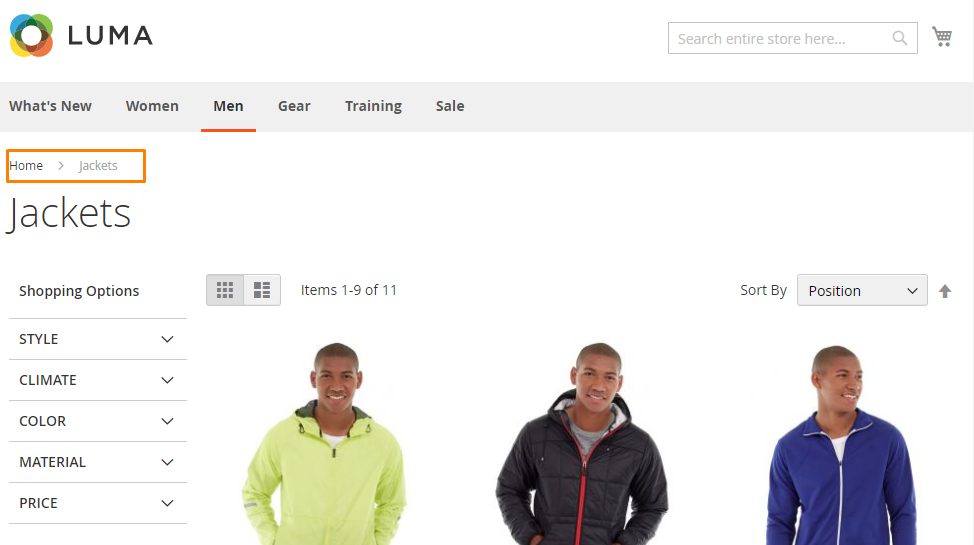 LUMA
Search entire store here...
What's New Women Men Gear Training Sale
Home Jackets
Jackets
Shopping Options
Items 1-9 of 11
Sort By Position
STYLE
CLIMATE
COLOR
MATERIAL
PRICE